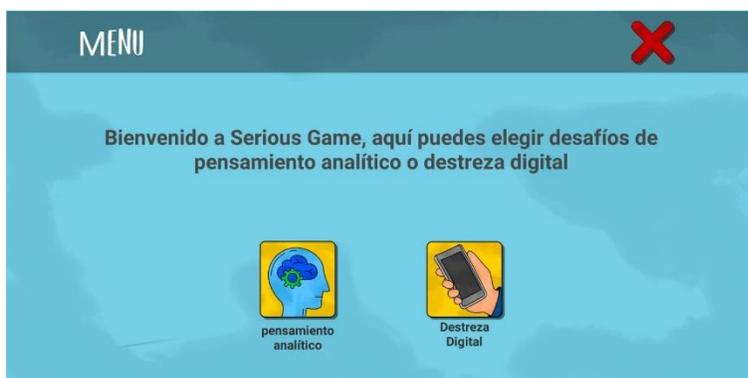 MENU
Bienvenido a Serious Game, aquí puedes elegir desafíos de
pensamiento analítico o destreza digital
pensamiento
analítico
Destreza
Digital